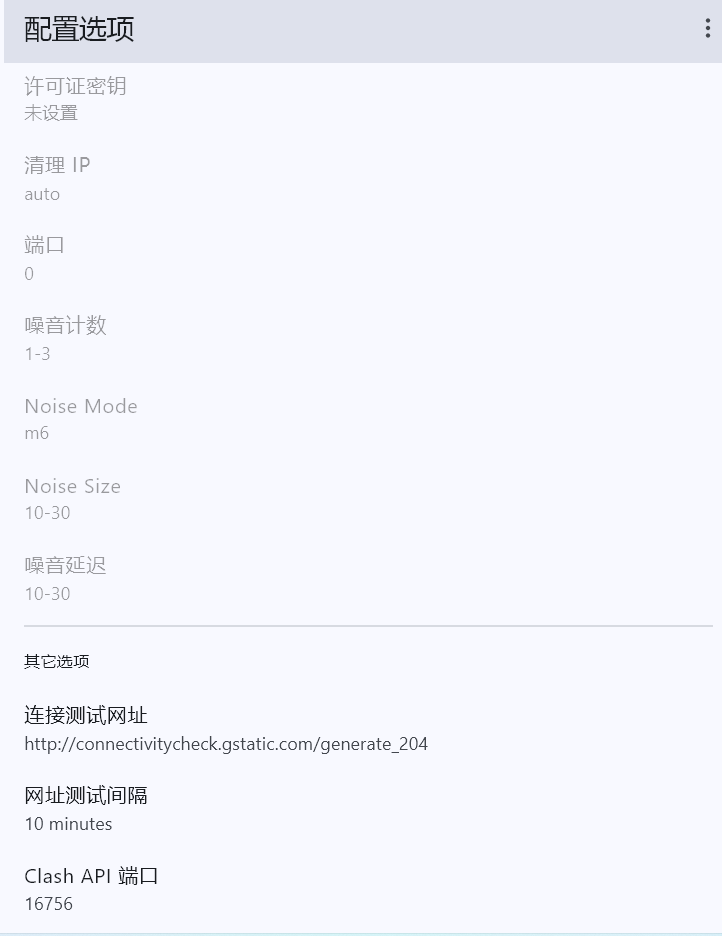 配置选项
许可证密钥
未设置
清理 IP
auto
端口
0
噪音计数
1-3
Noise Mode
m6
Noise Size
10-30
噪音延迟
10-30
其它选项
连接测试网址
http://connectivitycheck.gstatic.com/generate_204
网址测试间隔
10 minutes
Clash API 端口
16756